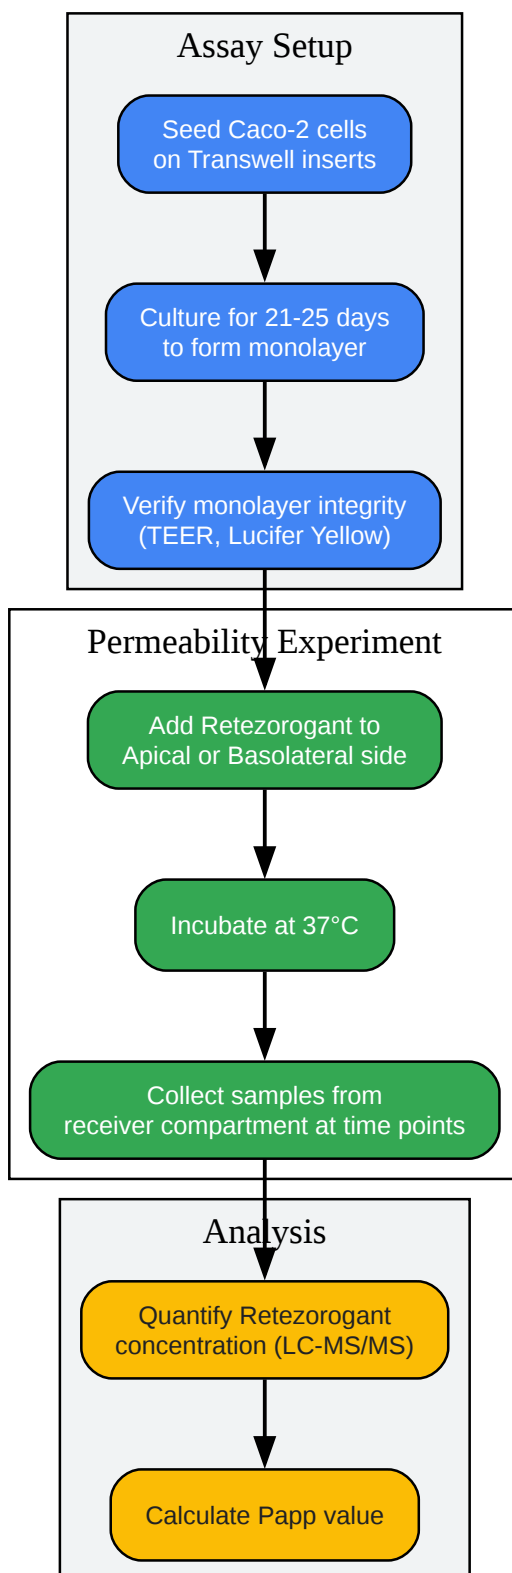 Assay Setup
Seed Caco-2 cells
on Transwell inserts
Culture for 21-25 days
to form monolayer
Verify monolayer integrity
(TEER, Lucifer Yellow)
Permeability Experiment
Add Retezorogant to
Apical or Basolateral side
Incubate at 37°C
Collect samples from
receiver compartment at time points
Analysis
Quantify Retezorogant
concentration (LC-MS/MS)
Calculate Papp value